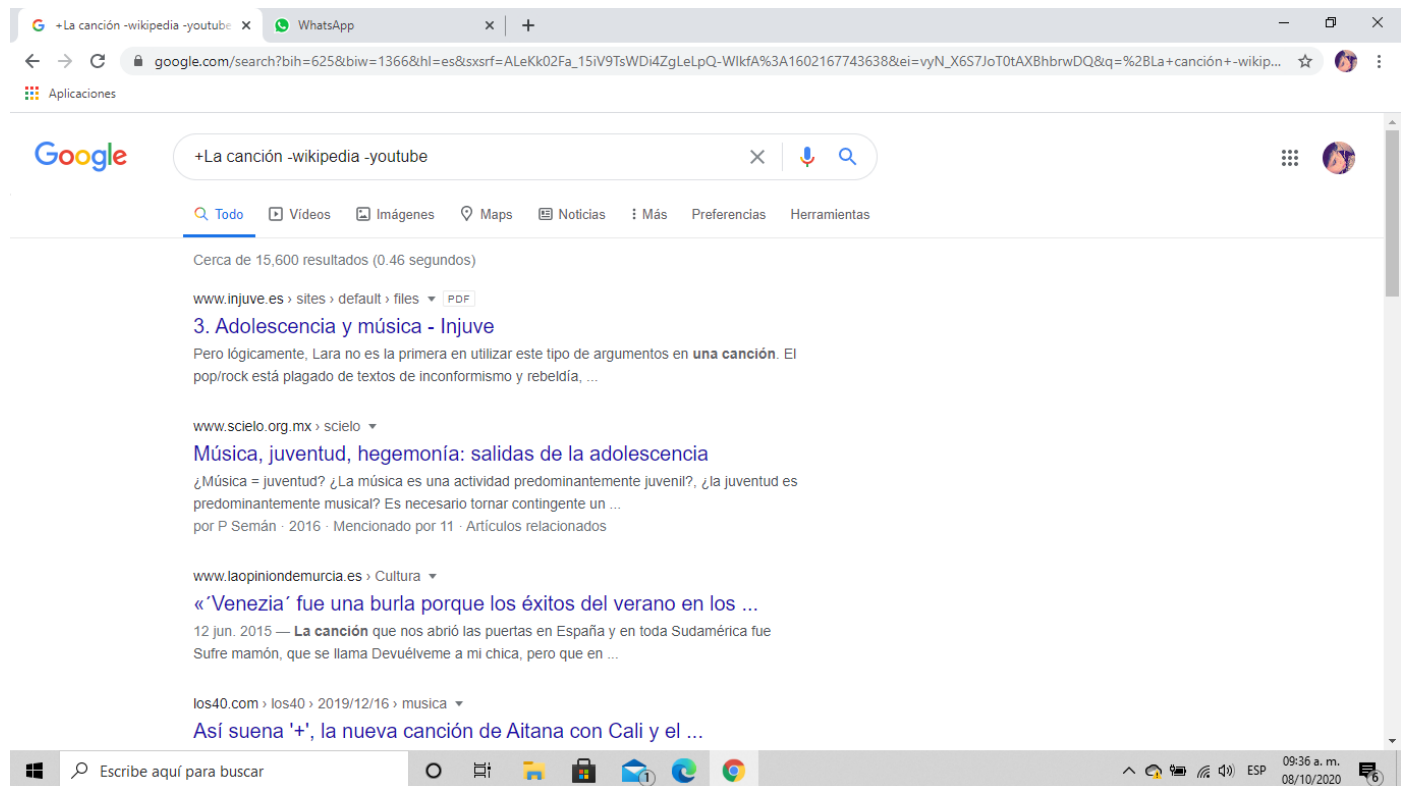 +La canción -wikipedia -youtube
WhatsApp
google.com/search?bih=625&biw=1366&hl=es&sxsrf=ALeKk02Fa_15iV9TsWDi4ZgLeLpQ-WIkfA%3A1602167743638&ei=vyN_X6S7JoT0tAXBhbrwDQ&q=%2BLa+canción+-wikip...
Aplicaciones
Google
+La canción -wikipedia -youtube
Todo Vídeos Imágenes Maps Noticias Más Preferencias Herramientas
Cerca de 15,600 resultados (0.46 segundos)
www.injuve.es › sites › default › files PDF
3. Adolescencia y música - Injuve
Pero lógicamente, Lara no es la primera en utilizar este tipo de argumentos en una canción. El
pop/rock está plagado de textos de inconformismo y rebeldía, ...
www.scielo.org.mx › scielo
Música, juventud, hegemonía: salidas de la adolescencia
¿Música = juventud? ¿La música es una actividad predominantemente juvenil?, ¿la juventud es
predominantemente musical? Es necesario tornar contingente un ...
por P Semán · 2016 · Mencionado por 11 · Artículos relacionados
www.laopiniondemurcia.es › Cultura
«´Venezia´ fue una burla porque los éxitos del verano en los ...
12 jun. 2015 — La canción que nos abrió las puertas en España y en toda Sudamérica fue
Sufre mamón, que se llama Devuélveme a mi chica, pero que en ...
los40.com › los40 › 2019/12/16 › musica
Así suena '+', la nueva canción de Aitana con Cali y el ...
Escribe aquí para buscar
1
ESP
09:36 a. m.
08/10/2020
6